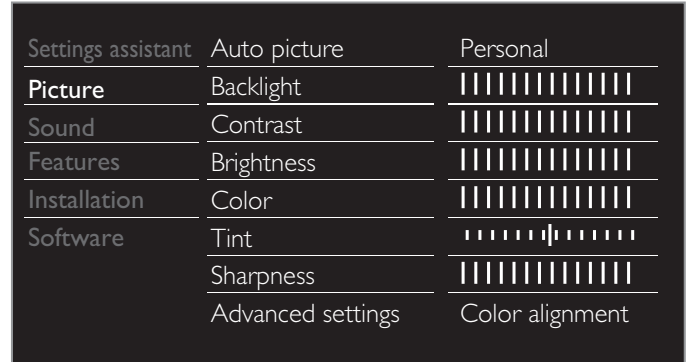 Settings assistant Auto picture Personal
Picture Backlight
Sound Contrast
Features Brightness
Installation Color
Software Tint
Sharpness
Advanced settings Color alignment